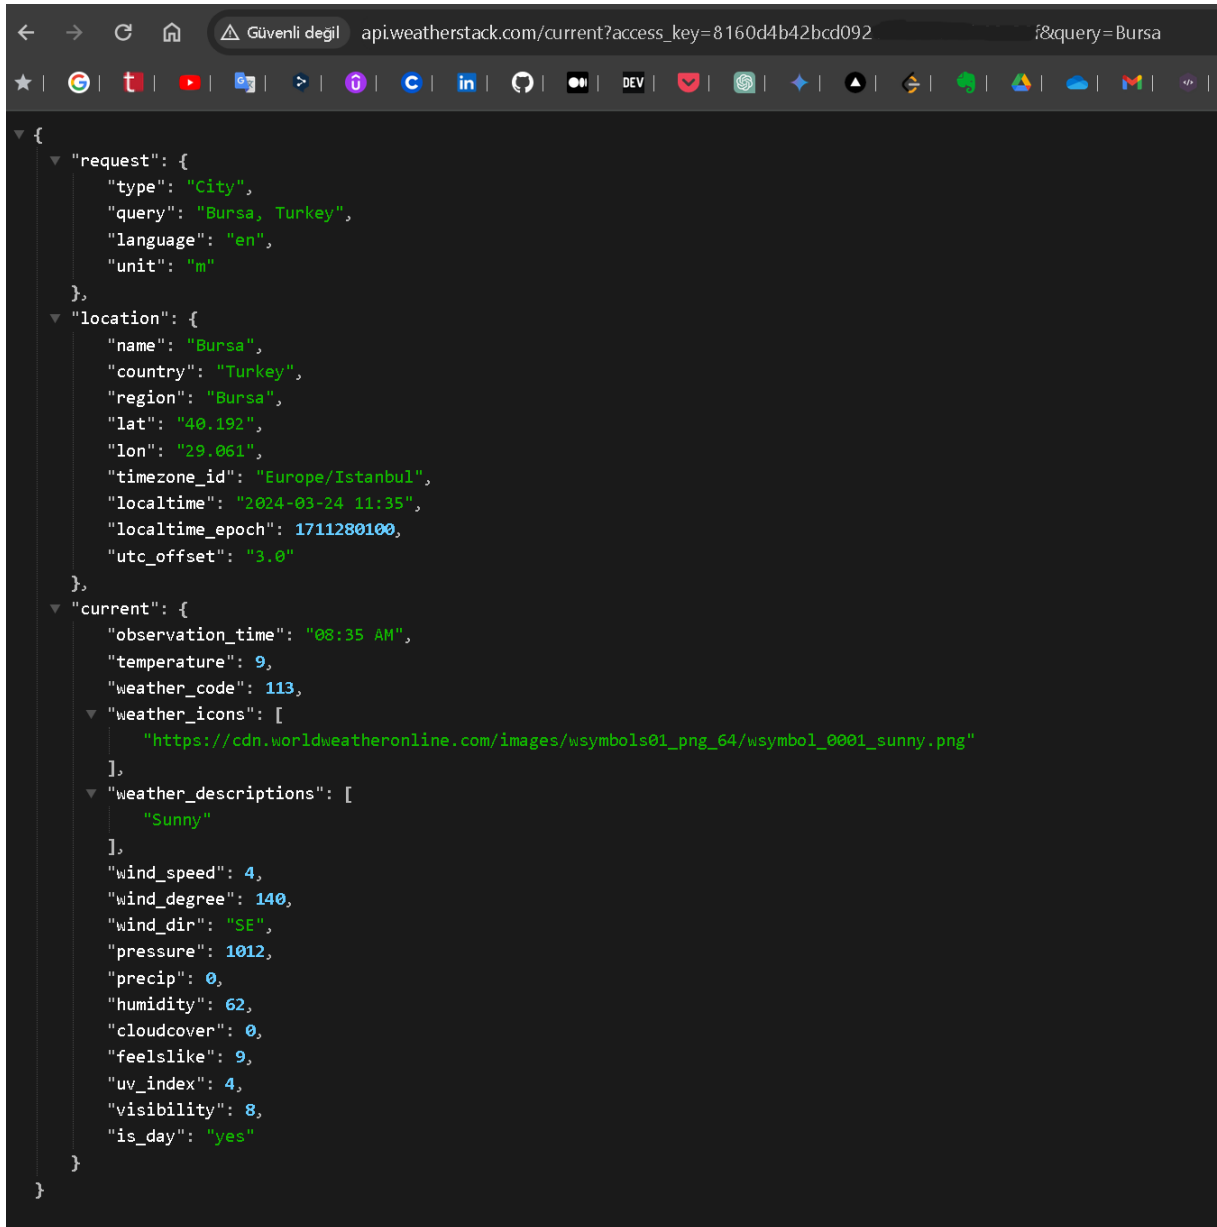 Güvenli değil api.weatherstack.com/current?access_key=8160d4b42bcd092 f&query=Bursa
DEV
{
"request": {
"type": "City",
"query": "Bursa, Turkey",
"language": "en",
"unit": "m"
},
"location": {
"name": "Bursa",
"country": "Turkey",
"region": "Bursa",
"lat": "40.192",
"lon": "29.061",
"timezone_id": "Europe/Istanbul",
"localtime": "2024-03-24 11:35",
"localtime_epoch": 1711280100,
"utc_offset": "3.0"
},
"current": {
"observation_time": "08:35 AM",
"temperature": 9,
"weather_code": 113,
"weather_icons": [
"https://cdn.worldweatheronline.com/images/wsymbols01_png_64/wsymbol_0001_sunny.png"
],
"weather_descriptions": [
"Sunny"
],
"wind_speed": 4,
"wind_degree": 140,
"wind_dir": "SE",
"pressure": 1012,
"precip": 0,
"humidity": 62,
"cloudcover": 0,
"feelslike": 9,
"uv_index": 4,
"visibility": 8,
"is_day": "yes"
}
}